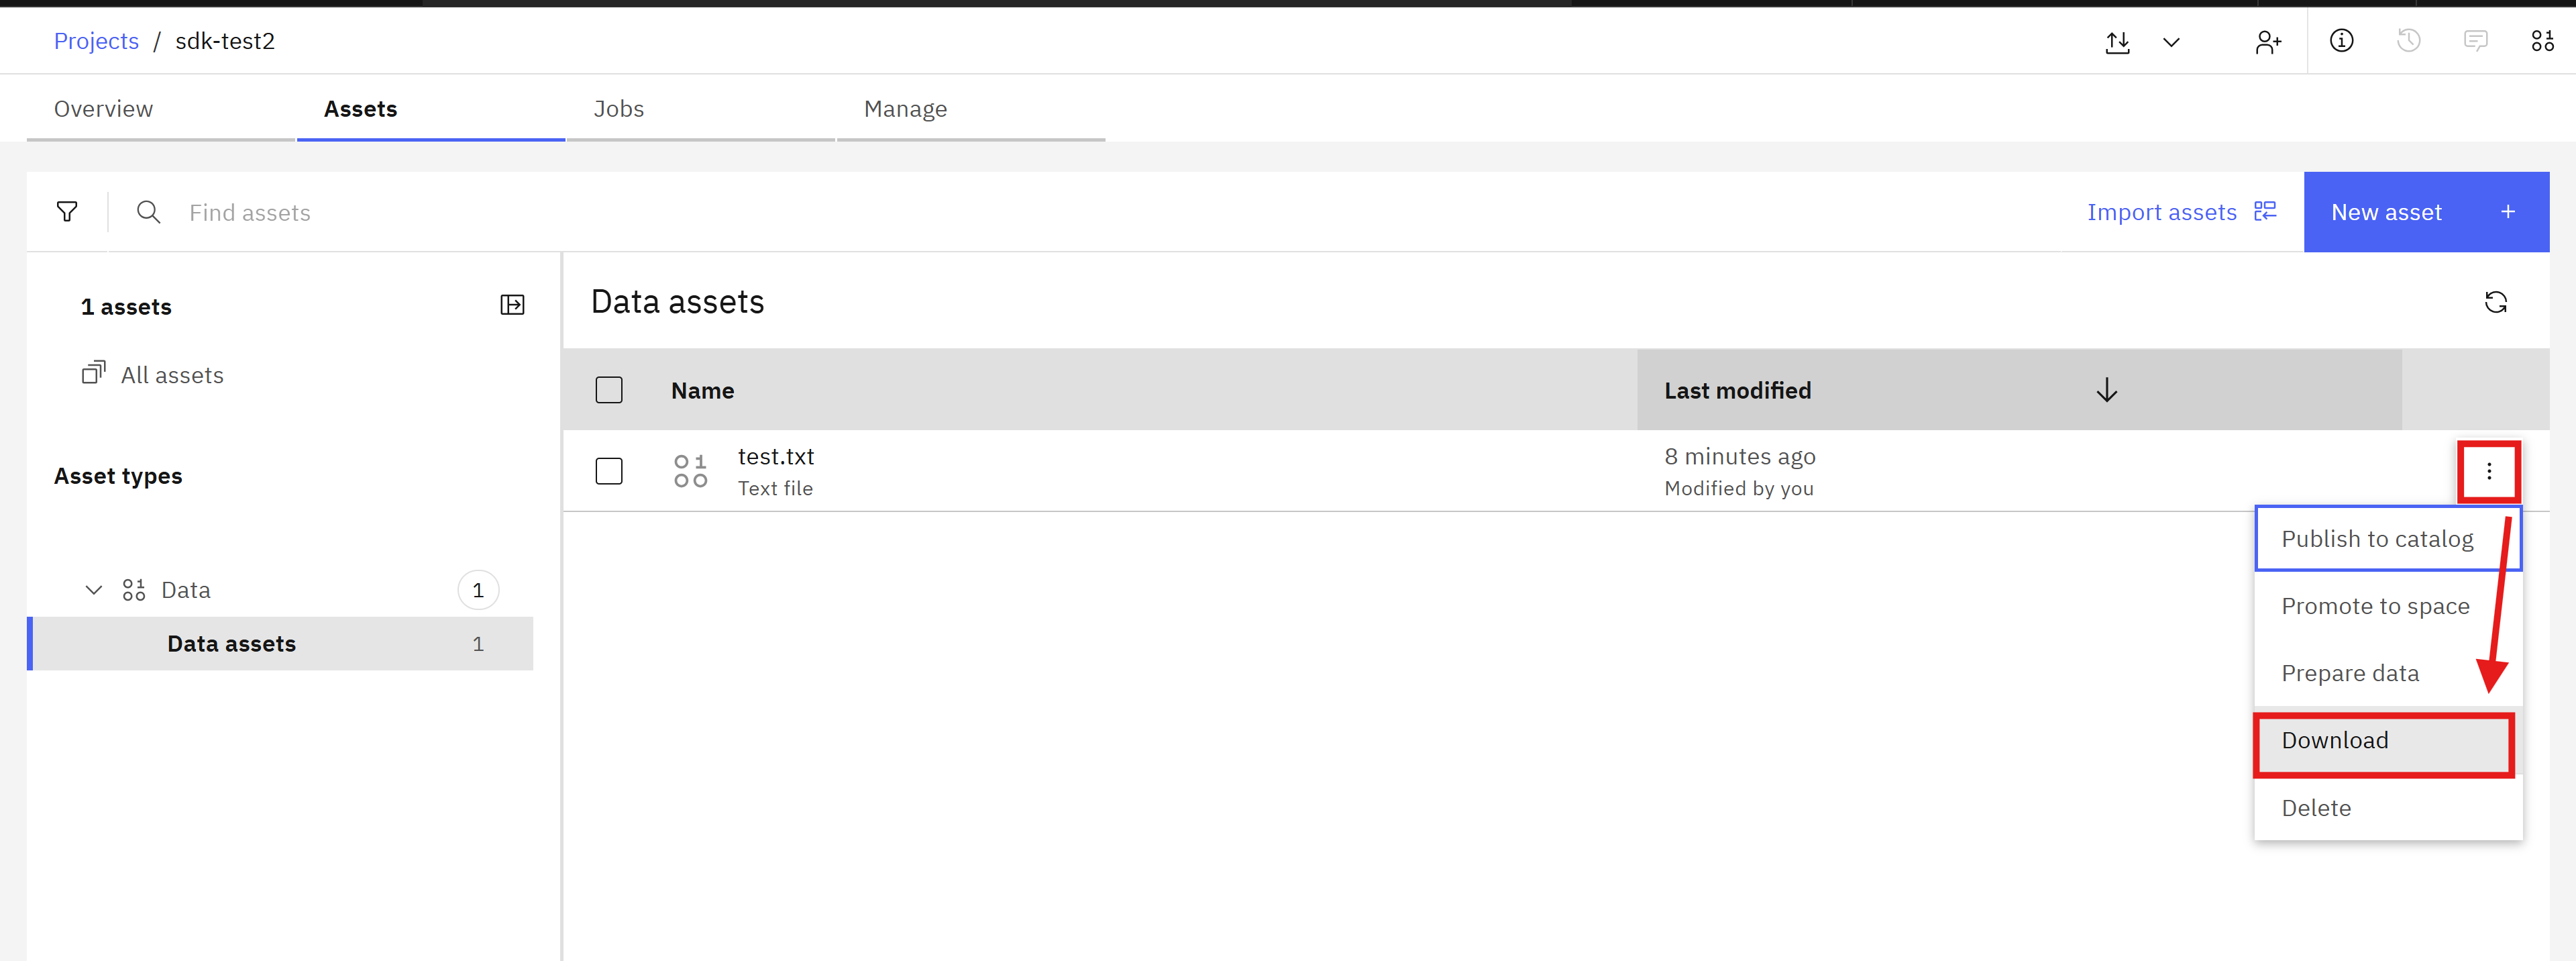 Projects / sdk-test2
Overview
Assets
Jobs
Manage
Find assets
Import assets
New asset +
1 assets
All assets
Asset types
Data 1
Data assets 1
Data assets
Name
Last modified
test.txt
Text file
8 minutes ago
Modified by you
Publish to catalog
Promote to space
Prepare data
Download
Delete